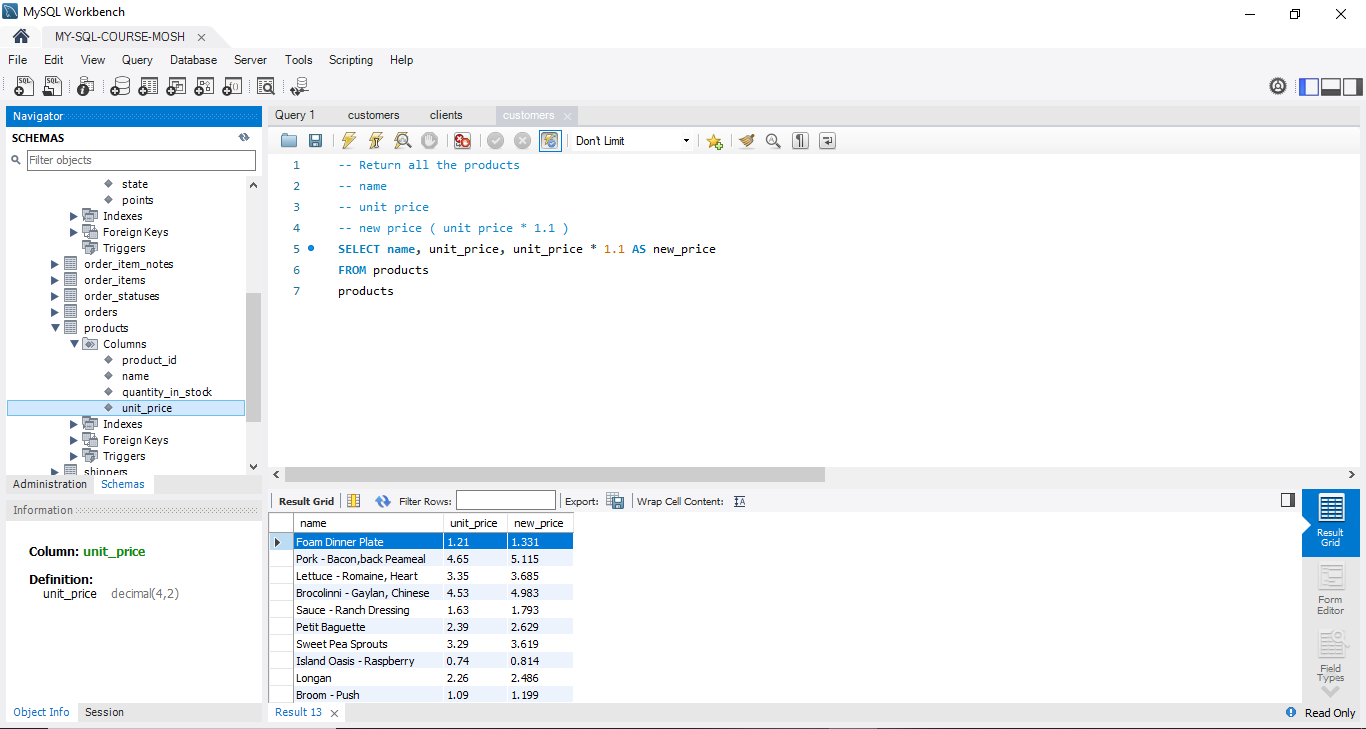 MySQL Workbench
MY-SQL-COURSE-MOSH
File Edit View Query Database Server Tools Scripting Help
Navigator
SCHEMAS
Filter objects
state
points
Indexes
Foreign Keys
Triggers
order_item_notes
order_items
order_statuses
orders
products
Columns
product_id
name
quantity_in_stock
unit_price
Indexes
Foreign Keys
Triggers
shippers
Administration Schemas
Information
Column: unit_price
Definition:
unit_price decimal(4,2)
Object Info Session
Query 1 customers clients customers
Don't Limit
1 -- Return all the products
2 -- name
3 -- unit price
4 -- new price ( unit price * 1.1 )
5 SELECT name, unit_price, unit_price * 1.1 AS new_price
6 FROM products
7 products
Result Grid Filter Rows: Export: Wrap Cell Content:
name unit_price new_price
Foam Dinner Plate 1.21 1.331
Pork - Bacon,back Peameal 4.65 5.115
Lettuce - Romaine, Heart 3.35 3.685
Brocolinni - Gaylan, Chinese 4.53 4.983
Sauce - Ranch Dressing 1.63 1.793
Petit Baguette 2.39 2.629
Sweet Pea Sprouts 3.29 3.619
Island Oasis - Raspberry 0.74 0.814
Longan 2.26 2.486
Broom - Push 1.09 1.199
Result 13
Result
Grid
Form
Editor
Field
Types
Read Only